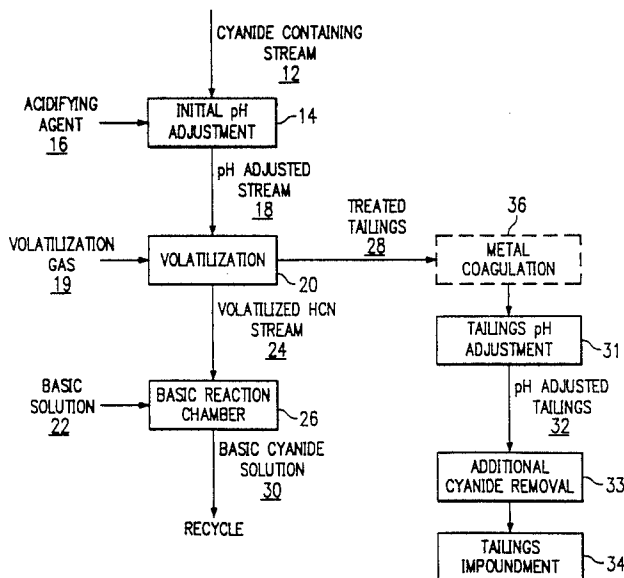 CYANIDE CONTAINING
STREAM
12
ACIDIFYING
AGENT
16
INITIAL pH
ADJUSTMENT
14
pH ADJUSTED
STREAM
18
VOLATILIZATION
GAS
19
VOLATILIZATION
20
TREATED
TAILINGS
28
36
METAL
COAGULATION
VOLATILIZED HCN
STREAM
24
TAILINGS pH
ADJUSTMENT
31
BASIC
SOLUTION
22
BASIC REACTION
CHAMBER
26
pH ADJUSTED
TAILINGS
32
BASIC CYANIDE
SOLUTION
30
ADDITIONAL
CYANIDE REMOVAL
33
RECYCLE
TAILINGS
IMPOUNDMENT
34